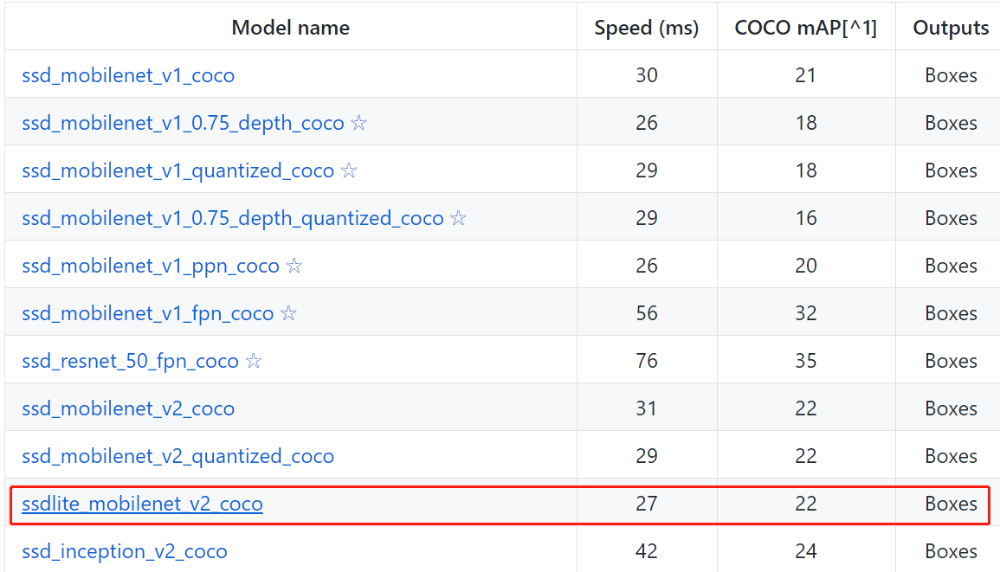 Model name Speed (ms) COCO mAP[^1] Outputs
ssd_mobilenet_v1_coco 30 21 Boxes
ssd_mobilenet_v1_0.75_depth_coco ☆ 26 18 Boxes
ssd_mobilenet_v1_quantized_coco ☆ 29 18 Boxes
ssd_mobilenet_v1_0.75_depth_quantized_coco ☆ 29 16 Boxes
ssd_mobilenet_v1_ppn_coco ☆ 26 20 Boxes
ssd_mobilenet_v1_fpn_coco ☆ 56 32 Boxes
ssd_resnet_50_fpn_coco ☆ 76 35 Boxes
ssd_mobilenet_v2_coco 31 22 Boxes
ssd_mobilenet_v2_quantized_coco 29 22 Boxes
ssdlite_mobilenet_v2_coco 27 22 Boxes
ssd_inception_v2_coco 42 24 Boxes